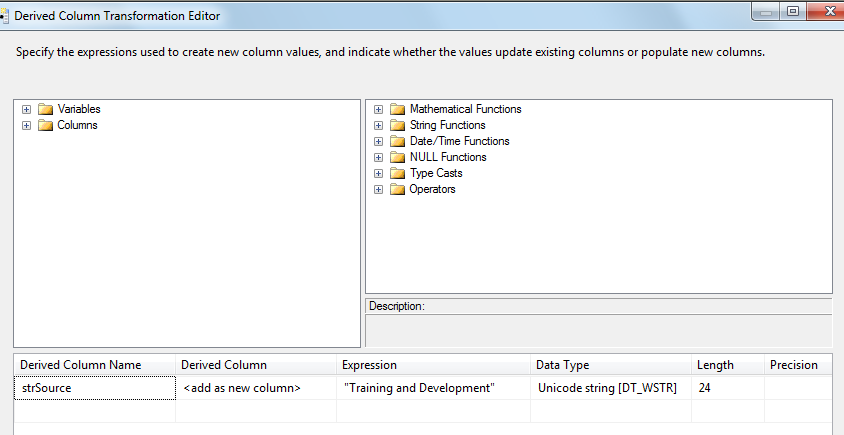 Derived Column Transformation Editor
Specify the expressions used to create new column values, and indicate whether the values update existing columns or populate new columns.
Variables
Columns
Mathematical Functions
String Functions
Date/Time Functions
NULL Functions
Type Casts
Operators
Description:
Derived Column Name Derived Column Expression Data Type Length Precision
strSource <add as new column> "Training and Development" Unicode string [DT_WSTR] 24